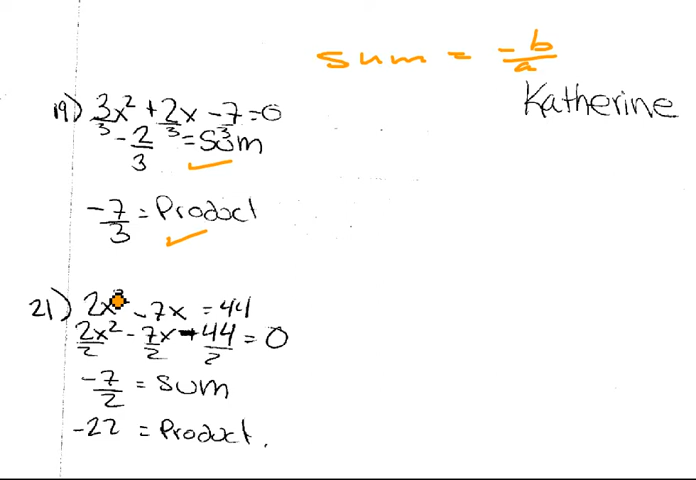 sum = -b/a
Katherine
19) 3x²/3 + 2x/3 - 7/3 = 0
-2/3 = Sum
-7/3 = Product
21) 2x² - 7x = 44
2x²/2 - 7x/2 - 44/2 = 0
-7/2 = sum
-22 = Product.